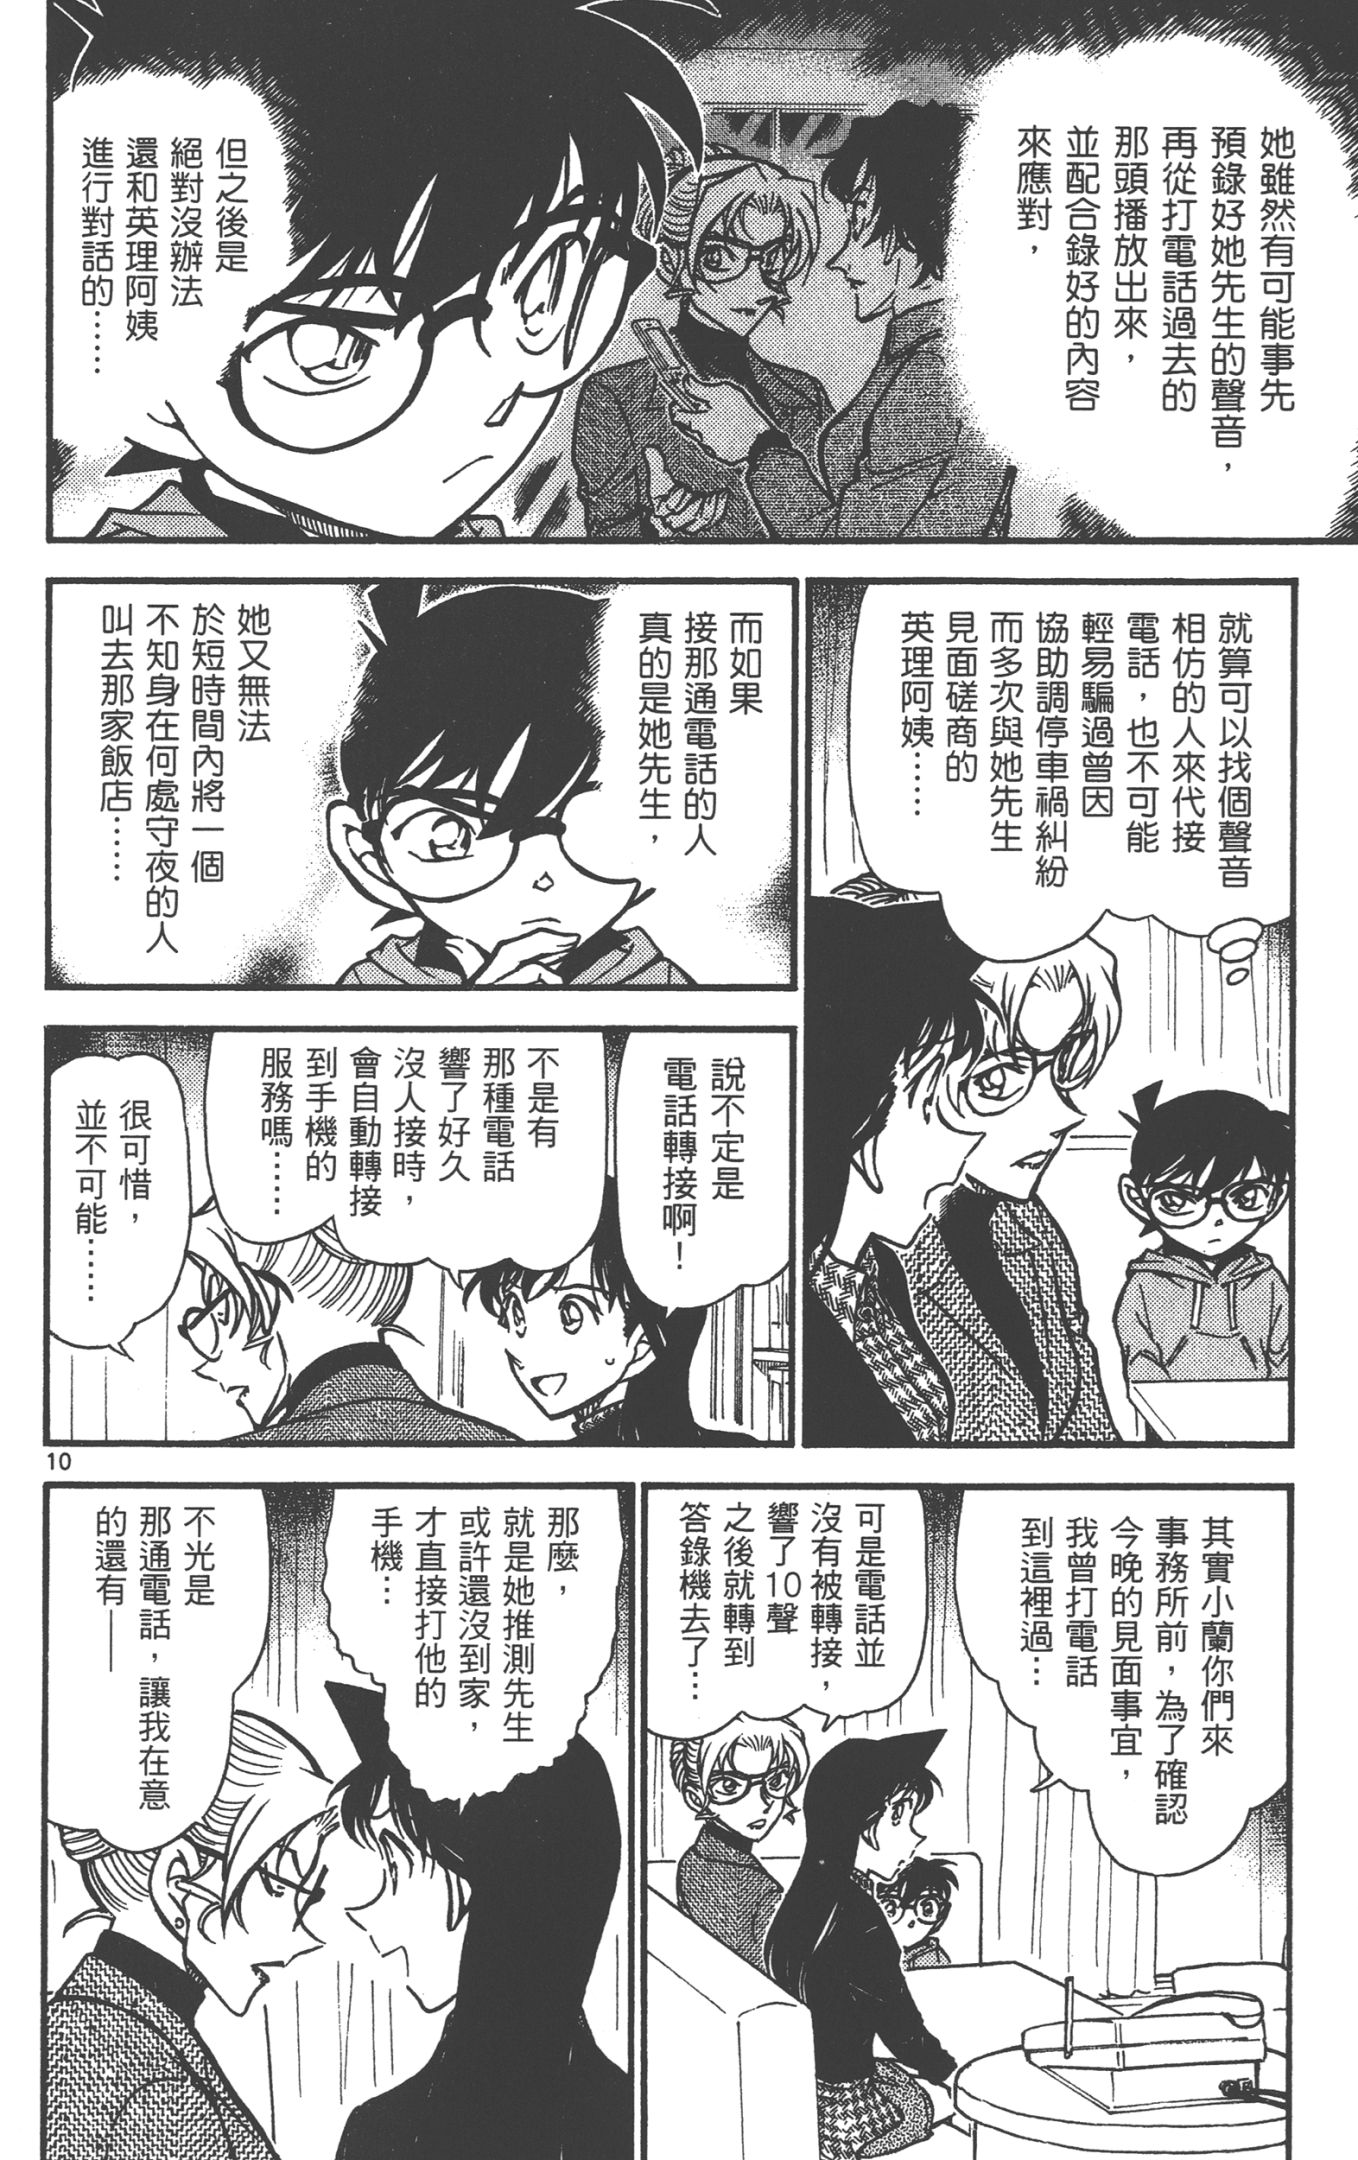 她雖然有可能事先
預錄好她先生的聲音，
再從打電話過去的
那頭播放出來，
並配合錄好的內容
來應對，
但之後是
絕對沒辦法
還和英理阿姨
進行對話的……
就算可以找個聲音
相仿的人來代接
電話，也不可能
輕易騙過曾因
協助調停車禍糾紛
而多次與她先生
見面磋商的
英理阿姨……
而如果
接那通電話的人
真的是她先生，
她又無法
於短時間內將一個
不知身在何處守夜的人
叫去那家飯店……
說不定是
電話轉接啊！
不是有
那種電話
響了好久
沒人接時，
會自動轉接
到手機的
服務嗎……
很可惜，
並不可能……
10
其實小蘭你們來
事務所前，為了確認
今晚的見面事宜，
我曾打電話
到這裡過…
可是電話並
沒有被轉接，
響了10聲
之後就轉到
答錄機去了…
那麼，
就是她推測先生
或許還沒到家，
才直接打他的
手機…
不光是
那通電話，讓我在意
的還有——